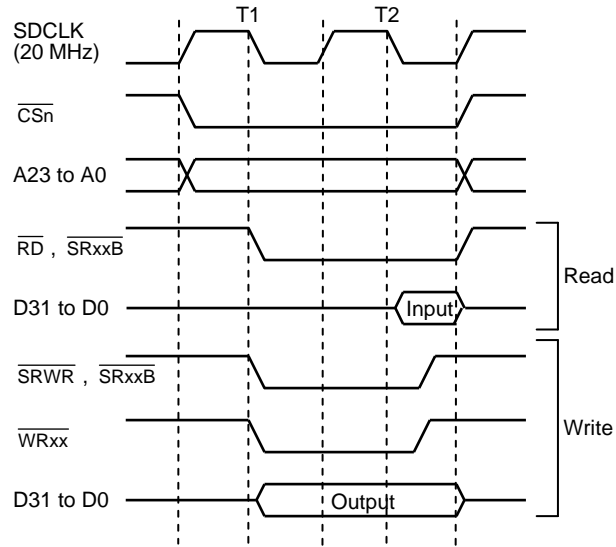 T1 T2
SDCLK
(20 MHz)
CSn
A23 to A0
RD , SRxxB
Read
D31 to D0 Input
SRWR , SRxxB
Write
WRxx
D31 to D0 Output